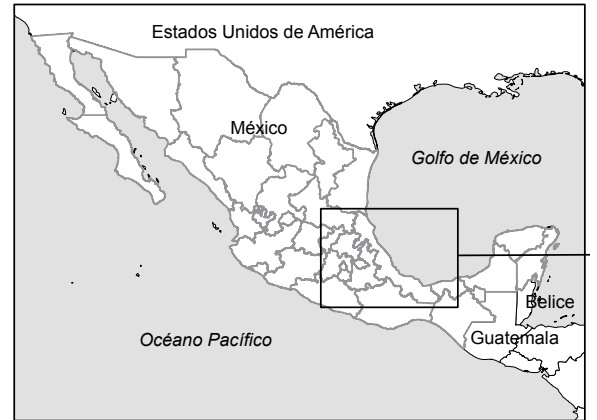 Estados Unidos de América
México
Golfo de México
Belice
Océano Pacífico
Guatemala